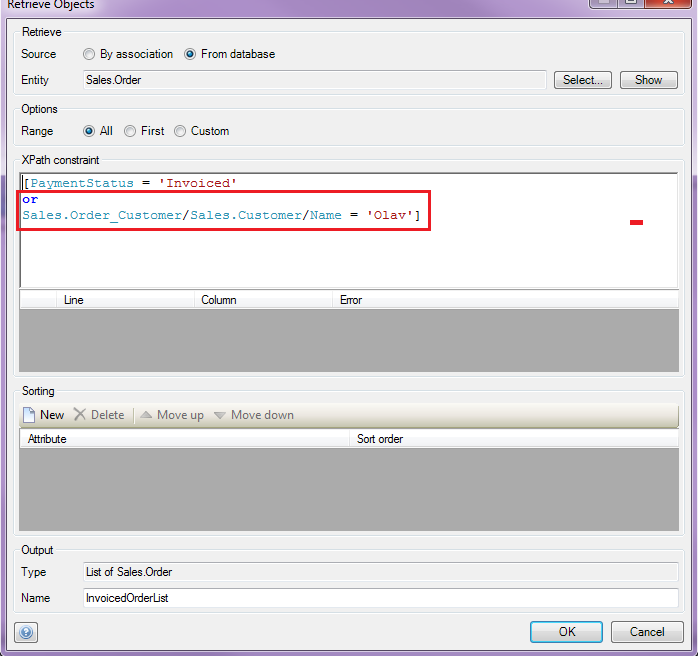 Retrieve Objects
Retrieve
Source By association From database
Entity Sales.Order Select... Show
Options
Range All First Custom
XPath constraint
[PaymentStatus = 'Invoiced'
or
Sales.Order_Customer/Sales.Customer/Name = 'Olav']
Line Column Error
Sorting
New Delete Move up Move down
Attribute Sort order
Output
Type List of Sales.Order
Name InvoicedOrderList
OK Cancel